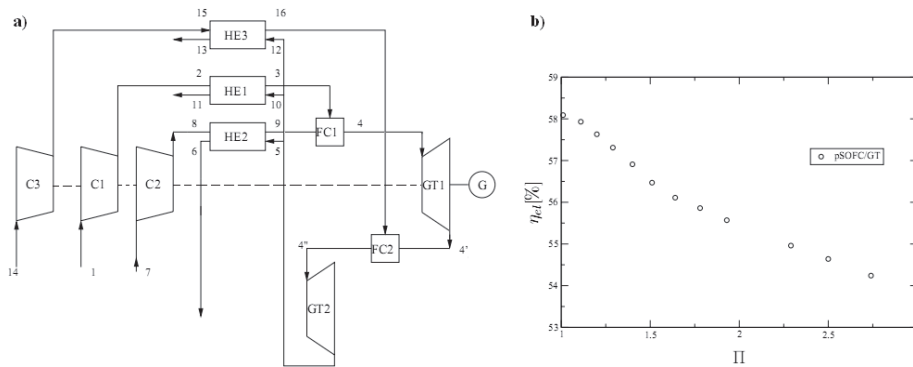 a)
15
16
HE3
13
12
2
3
HE1
11
10
8
9
HE2
6
5
FC1
4
C3
C1
C2
GT1
G
14
1
7
4"
FC2
4'
GT2
b)
59
58
57
56
55
54
53
η_el[%]
pSOFC/GT
1
1.5
2
2.5
Π